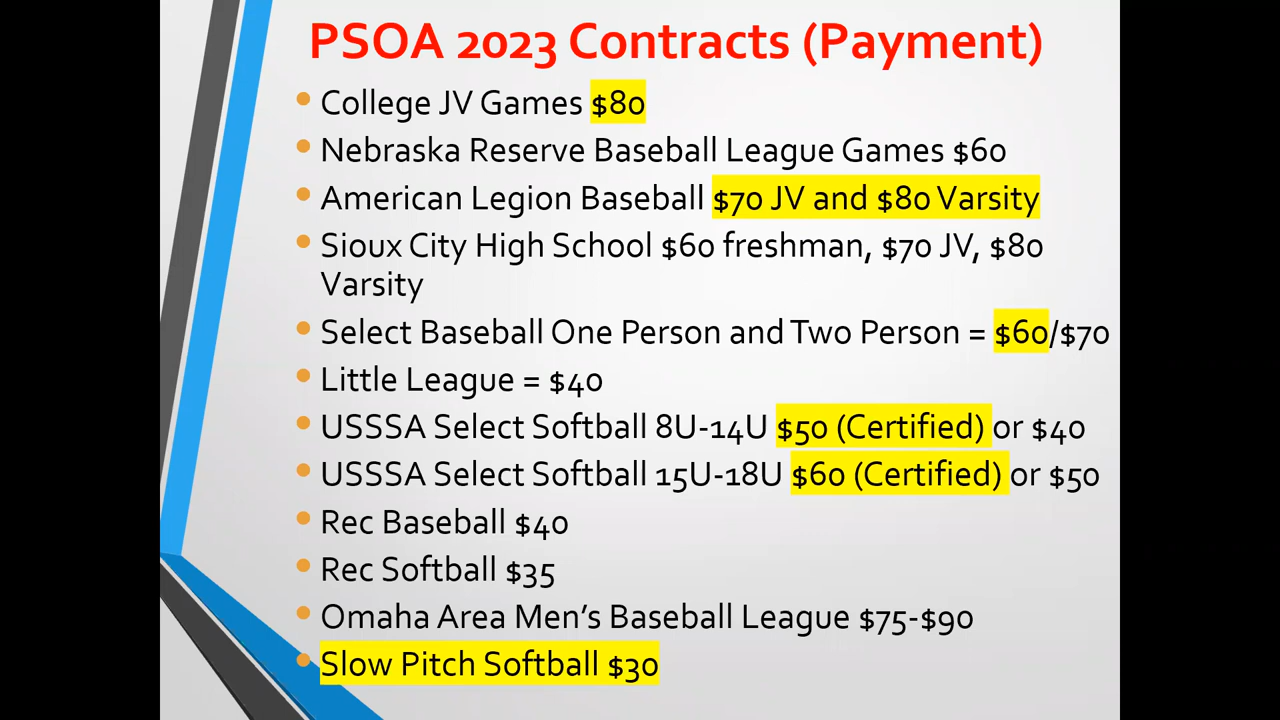 PSOA 2023 Contracts (Payment)
College JV Games $80
Nebraska Reserve Baseball League Games $60
American Legion Baseball $70 JV and $80 Varsity
Sioux City High School $60 freshman, $70 JV, $80
Varsity
Select Baseball One Person and Two Person = $60/$70
Little League = $40
USSSA Select Softball 8U-14U $50 (Certified) or $40
USSSA Select Softball 15U-18U $60 (Certified) or $50
Rec Baseball $40
Rec Softball $35
Omaha Area Men’s Baseball League $75-$90
Slow Pitch Softball $30